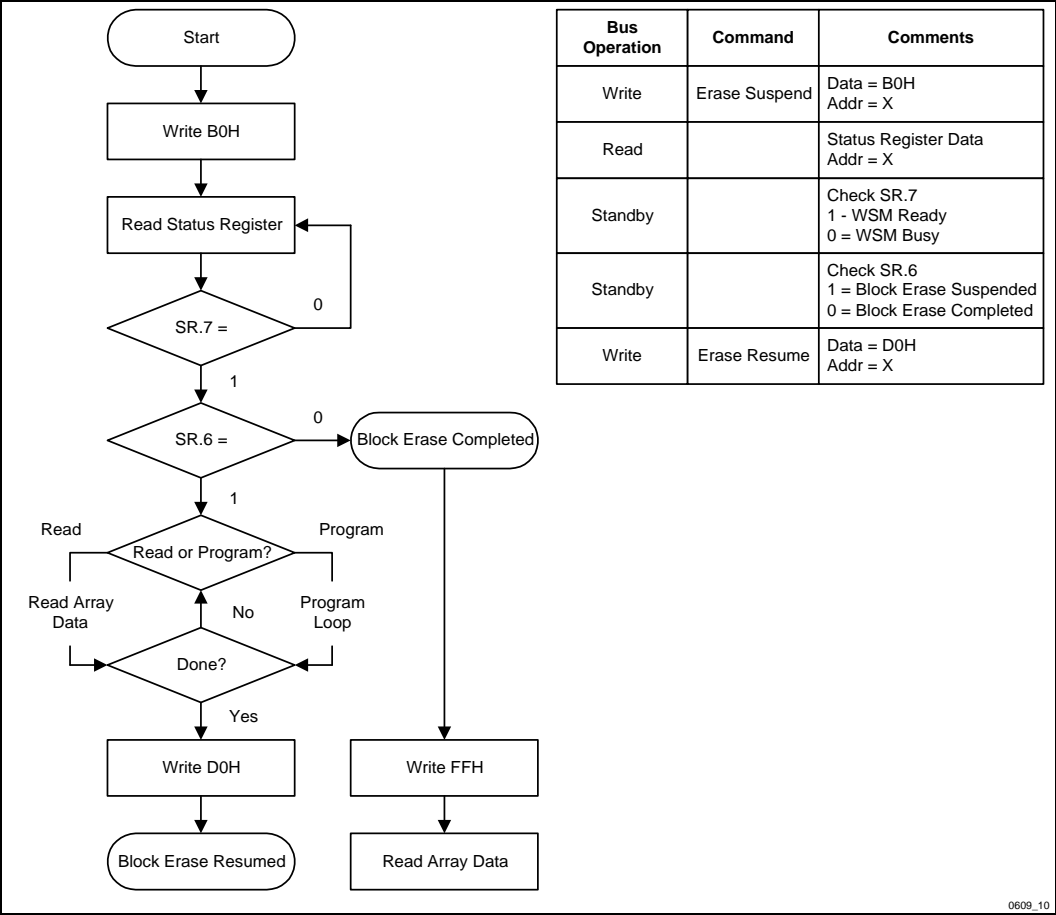 Start
Write B0H
Read Status Register
0
SR.7 =
1
0
SR.6 =
Block Erase Completed
1
Read
Program
Read or Program?
Read Array
Data
No
Program
Loop
Done?
Yes
Write D0H
Write FFH
Block Erase Resumed
Read Array Data
Bus
Operation
Command
Comments
Write
Erase Suspend
Data = B0H
Addr = X
Read
Status Register Data
Addr = X
Standby
Check SR.7
1 - WSM Ready
0 = WSM Busy
Standby
Check SR.6
1 = Block Erase Suspended
0 = Block Erase Completed
Write
Erase Resume
Data = D0H
Addr = X
0609_10